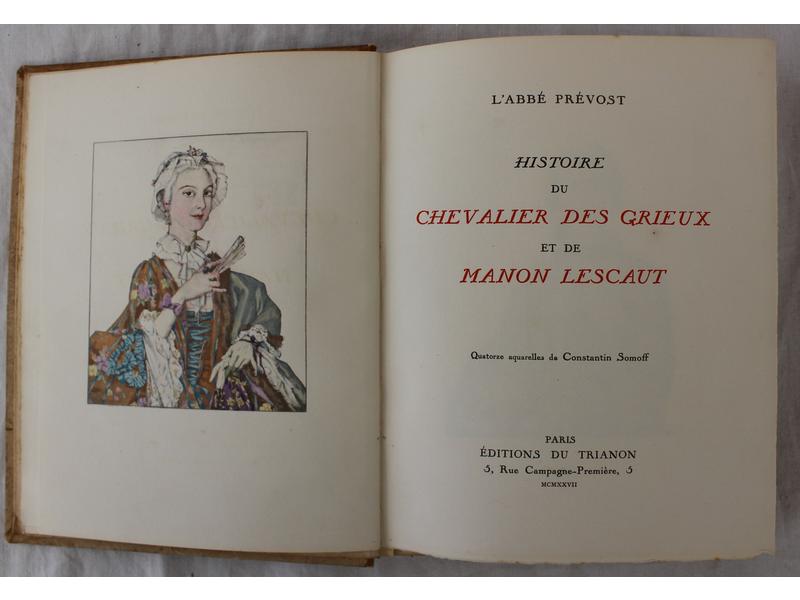 L'ABBÉ PRÉVOST
HISTOIRE
DU
CHEVALIER DES GRIEUX
ET DE
MANON LESCAUT
Quatorze aquarelles de Constantin Somoff
PARIS
ÉDITIONS DU TRIANON
5, Rue Campagne-Première, 5
MCMXXVII